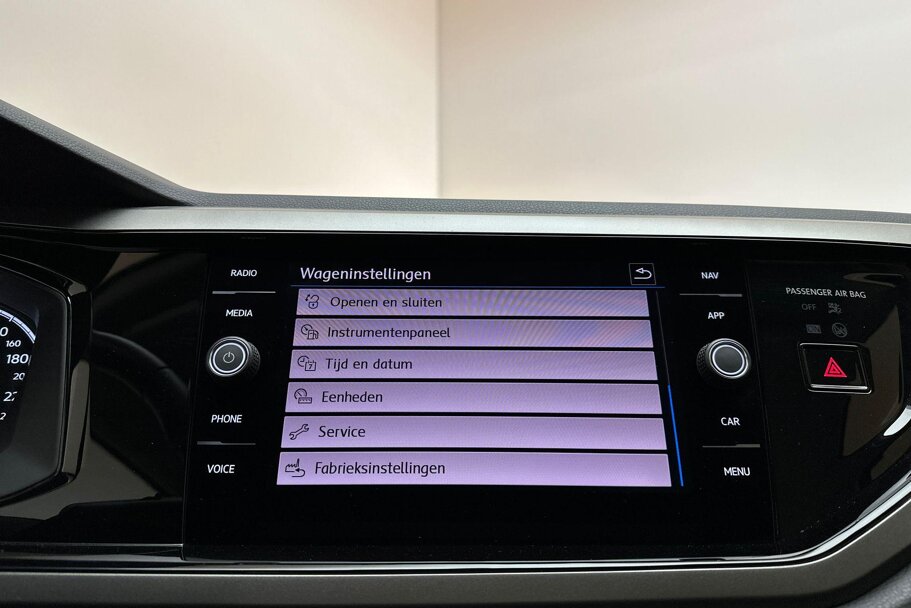 RADIO
MEDIA
PHONE
VOICE
Wageninstellingen
Openen en sluiten
Instrumentenpaneel
Tijd en datum
Eenheden
Service
Fabrieksinstellingen
NAV
APP
CAR
MENU
PASSENGER AIR BAG
OFF
160
180